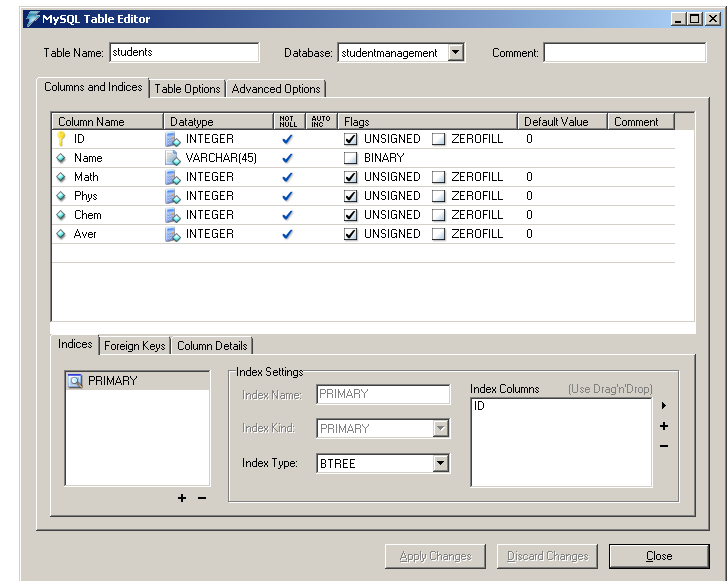 MySQL Table Editor
Table Name: students Database: studentmanagement Comment:
Columns and Indices Table Options Advanced Options
Column Name Datatype NOT NULL AUTO INC Flags Default Value Comment
ID INTEGER UNSIGNED ZEROFILL 0
Name VARCHAR(45) BINARY
Math INTEGER UNSIGNED ZEROFILL 0
Phys INTEGER UNSIGNED ZEROFILL 0
Chem INTEGER UNSIGNED ZEROFILL 0
Aver INTEGER UNSIGNED ZEROFILL 0
Indices Foreign Keys Column Details
PRIMARY
Index Settings
Index Name: PRIMARY
Index Kind: PRIMARY
Index Type: BTREE
Index Columns (Use Drag'n'Drop)
ID
Apply Changes Discard Changes Close